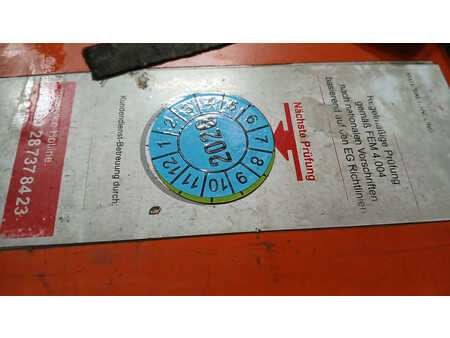 Regelmäßige Prüfung
gemäß FEM 4.004
nach nationalen Vorschriften
basierend auf den EG Richtlinien
Nächste Prüfung
1 2 3 4 5 6 7 8 9 10 11 12
2023
Kundendienst-Betreuung durch:
Hotline
287378423